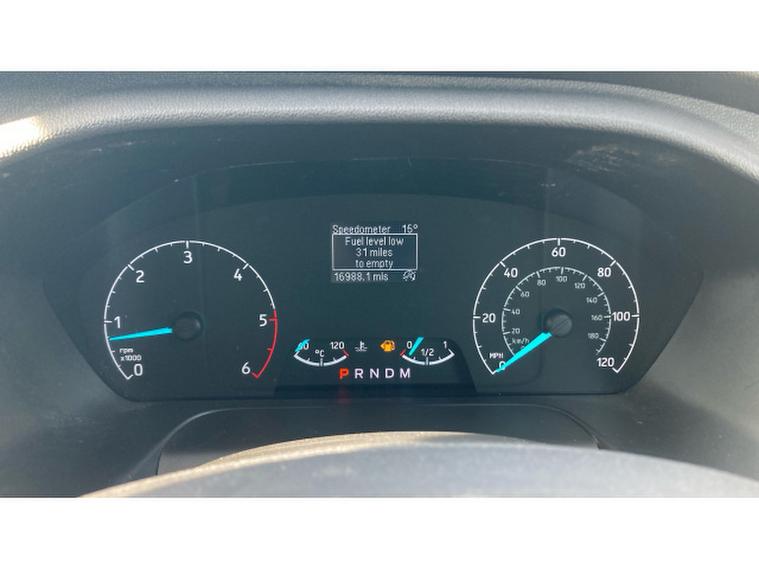 Speedometer 15°
Fuel level low
31 miles
to empty
16988.1 mls
0 1 2 3 4 5 6
rpm
x1000
60 120
°C
0 1/2 1
P R N D M
0 20 40 60 80 100 120
MPH
20 40 60 80 100 120 140 160 180
km/h